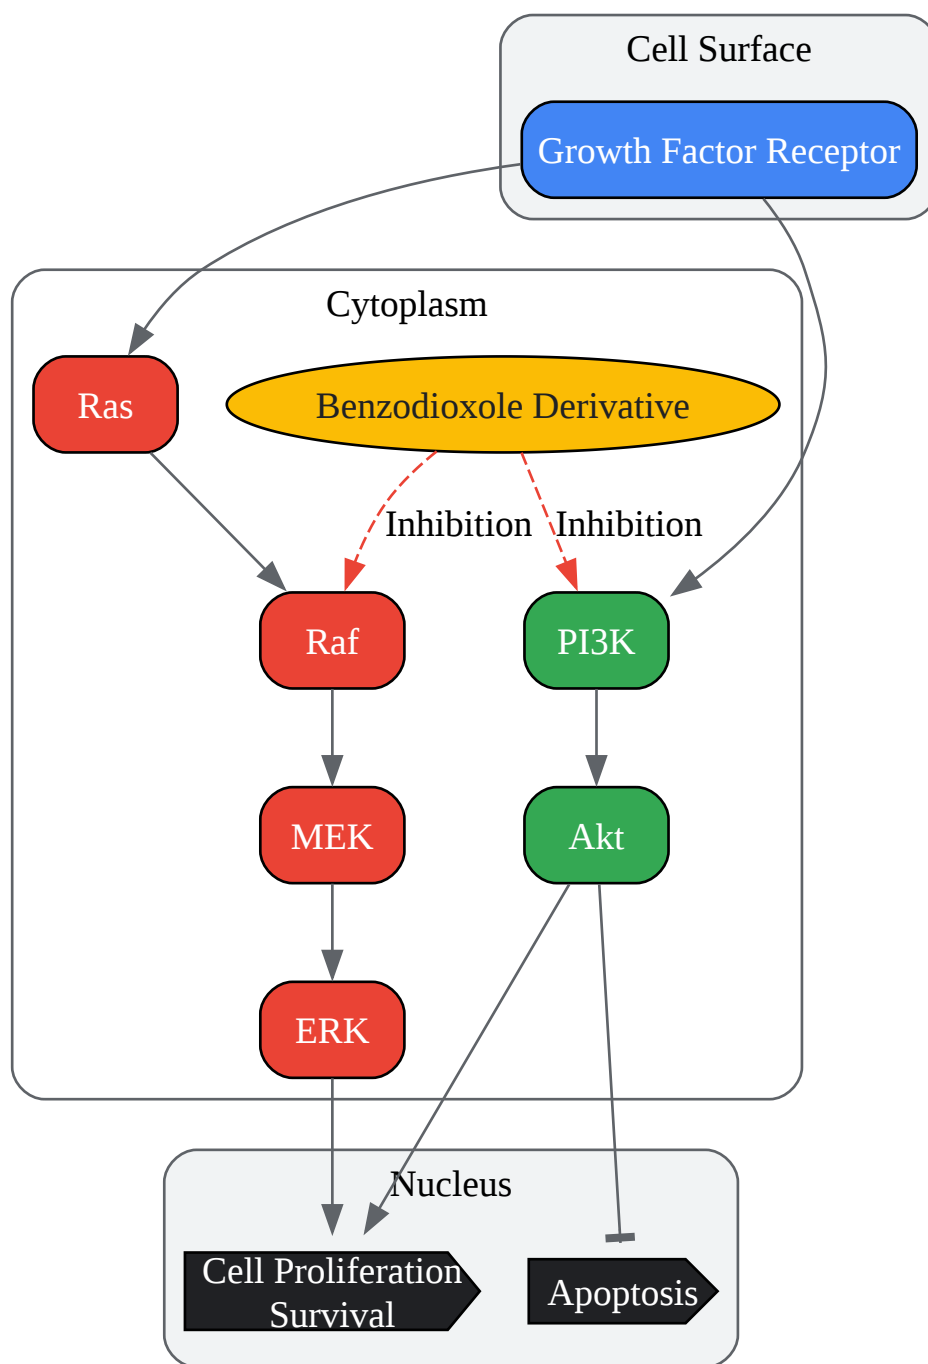 Cell Surface
Growth Factor Receptor
Cytoplasm
Ras
Benzodioxole Derivative
Inhibition
Inhibition
Raf
PI3K
MEK
Akt
ERK
Nucleus
Cell Proliferation
Survival
Apoptosis